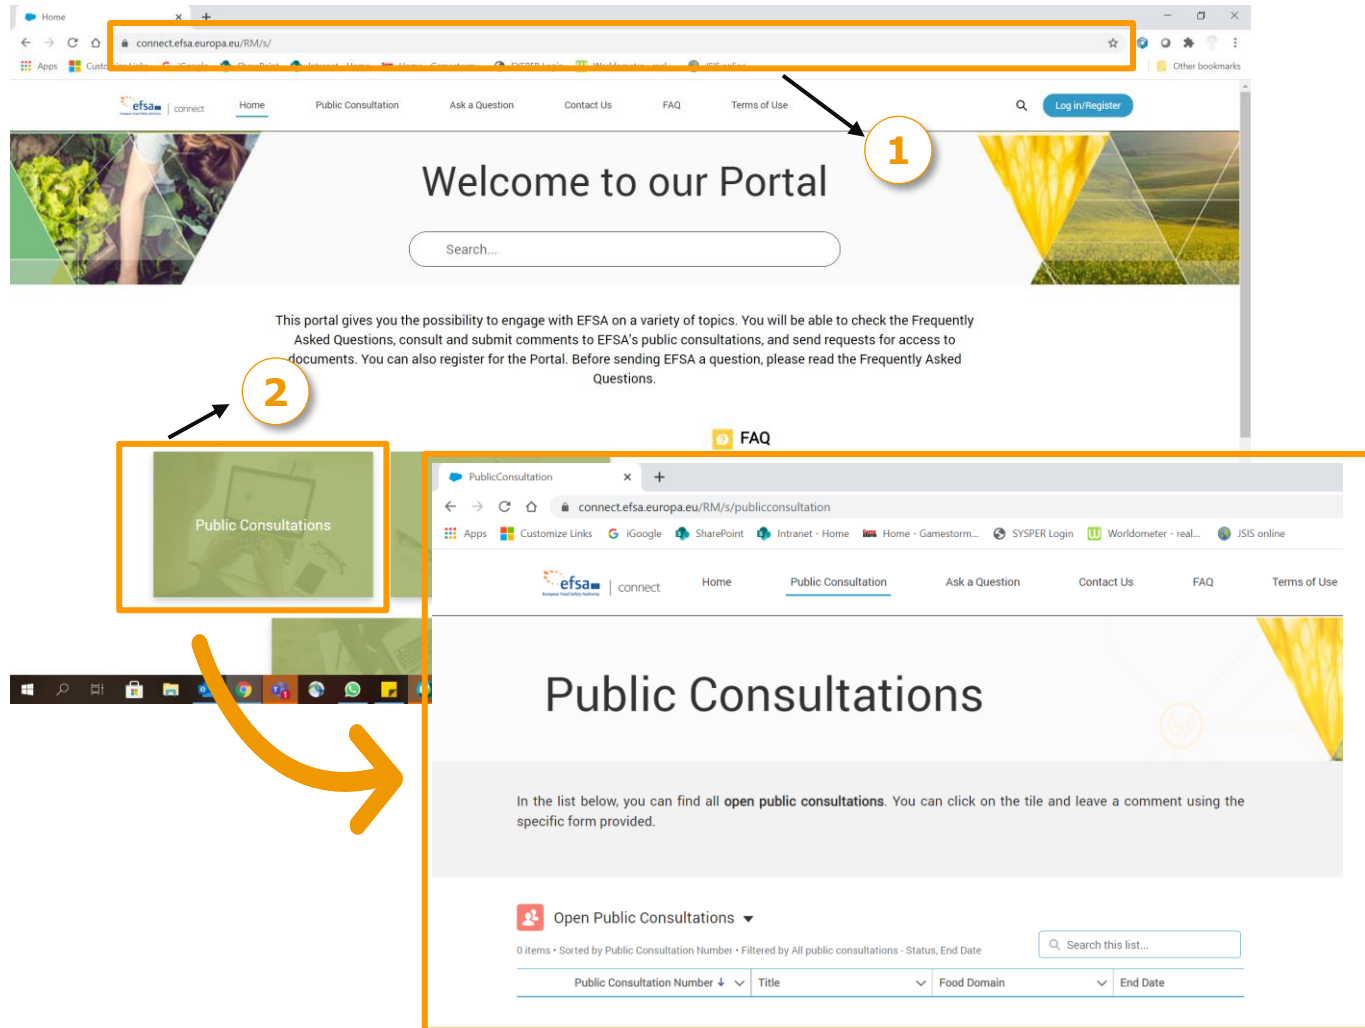 Home
connect.efsa.europa.eu/RM/s/
Apps
Other bookmarks
efsa
European Food Safety Authority
connect
Home
Public Consultation
Ask a Question
Contact Us
FAQ
Terms of Use
Log in/Register
1
Welcome to our Portal
Search...
This portal gives you the possibility to engage with EFSA on a variety of topics. You will be able to check the Frequently
Asked Questions, consult and submit comments to EFSA's public consultations, and send requests for access to
documents. You can also register for the Portal. Before sending EFSA a question, please read the Frequently Asked
Questions.
2
FAQ
Public Consultations
PublicConsultation
connect.efsa.europa.eu/RM/s/publicconsultation
Apps
Customize Links
iGoogle
SharePoint
Intranet - Home
Home - Gamestorm...
SYSPER Login
Worldometer - real...
JSIS online
efsa
European Food Safety Authority
connect
Home
Public Consultation
Ask a Question
Contact Us
FAQ
Terms of Use
Public Consultations
In the list below, you can find all open public consultations. You can click on the tile and leave a comment using the
specific form provided.
Open Public Consultations
0 items • Sorted by Public Consultation Number • Filtered by All public consultations - Status, End Date
Search this list...
Public Consultation Number
Title
Food Domain
End Date